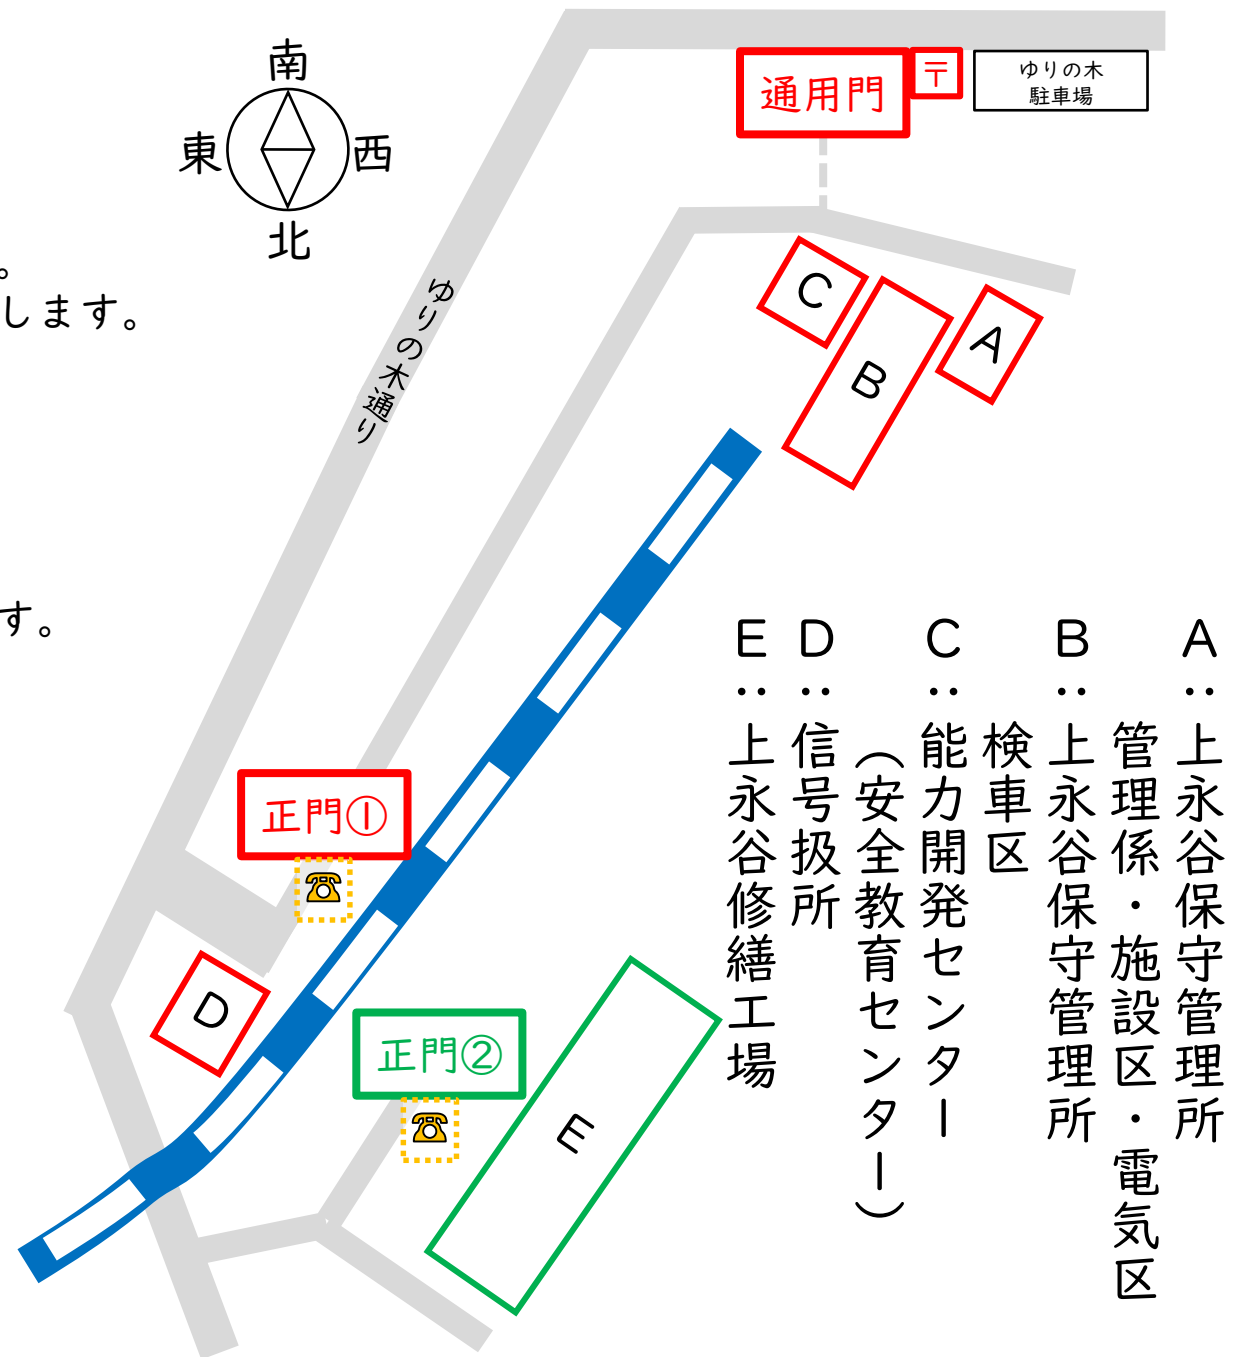 南
東
西
北
。
します。
す。
通用門
〒
ゆりの木
駐車場
ゆりの木通り
C
B
A
正門①
D
正門②
E
A：上永谷保守管理所
管理係・施設区・電気区
B：上永谷保守管理所
検車区
C：能力開発センター
（安全教育センター）
D：信号扱所
E：上永谷修繕工場